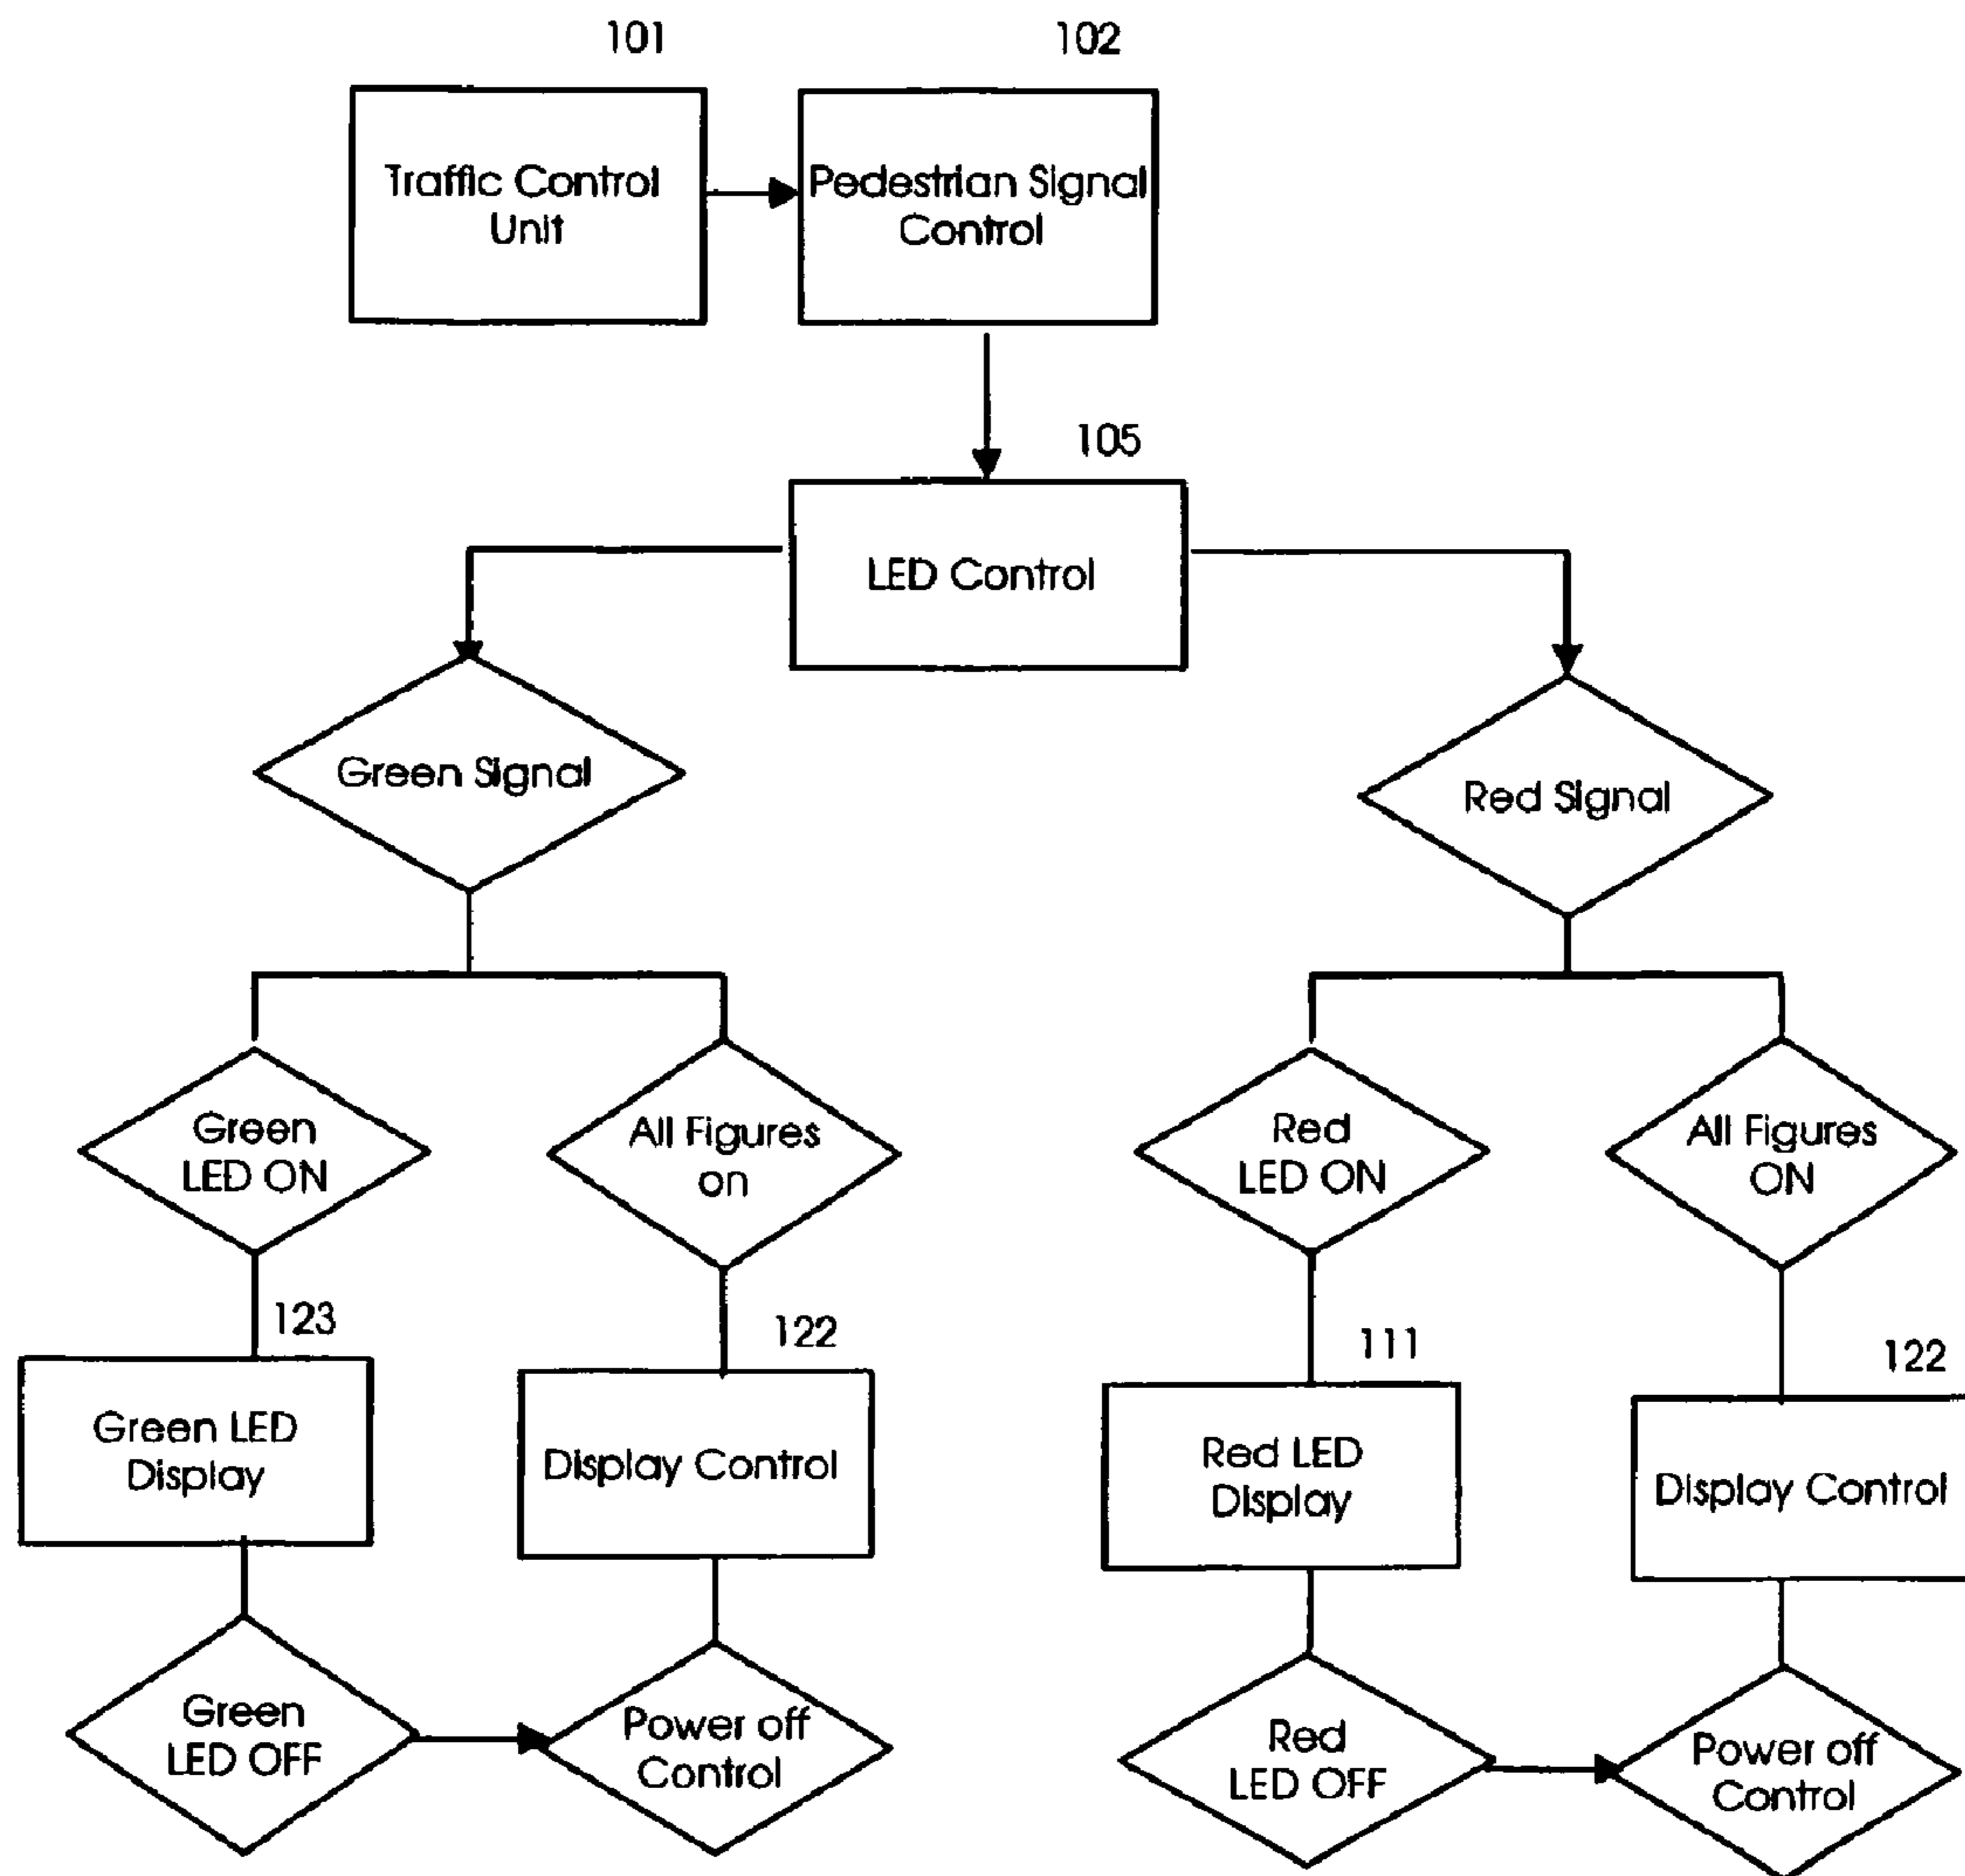 101
102
Traffic Control
Unit
Pedestrian Signal
Control
105
LED Control
Green Signal
Red Signal
Green
LED ON
All Figures
on
Red
LED ON
All Figures
ON
123
122
111
122
Green LED
Display
Display Control
Red LED
Display
Display Control
Green
LED OFF
Power off
Control
Red
LED OFF
Power off
Control